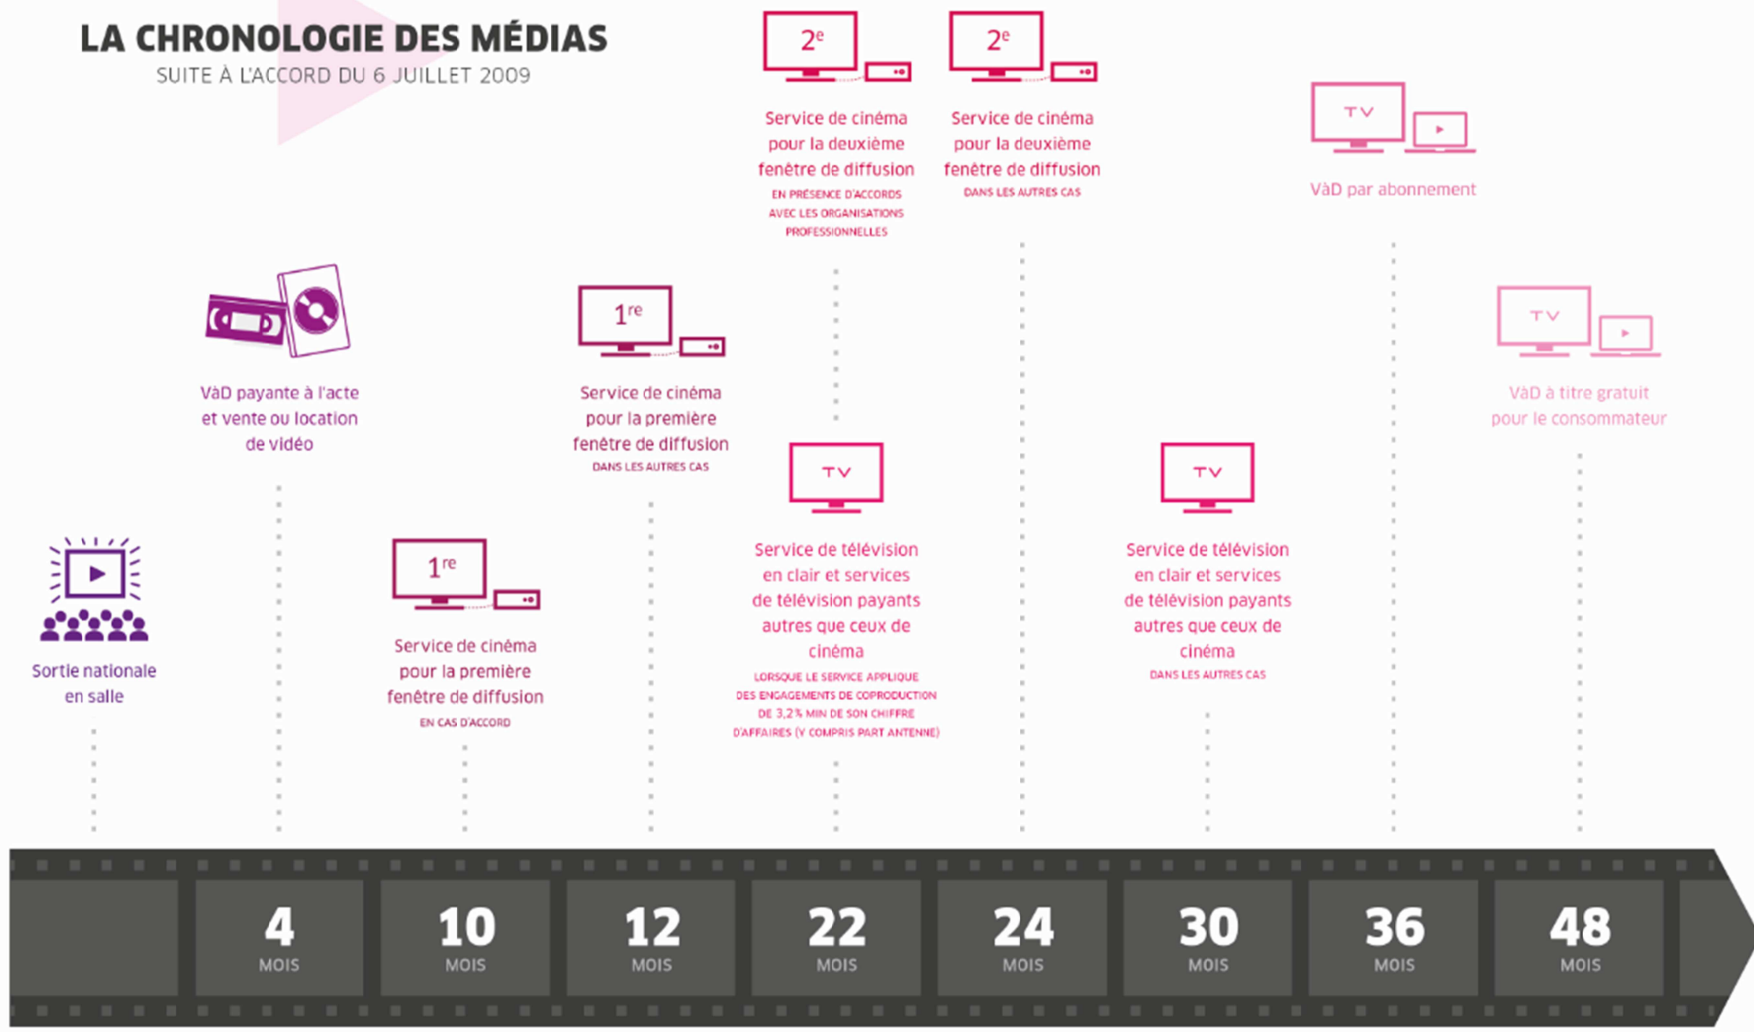 LA CHRONOLOGIE DES MÉDIAS
SUITE À L'ACCORD DU 6 JUILLET 2009
Sortie nationale
en salle
VàD payante à l'acte
et vente ou location
de vidéo
1re
Service de cinéma
pour la première
fenêtre de diffusion
EN CAS D'ACCORD
1re
Service de cinéma
pour la première
fenêtre de diffusion
DANS LES AUTRES CAS
2e
Service de cinéma
pour la deuxième
fenêtre de diffusion
EN PRÉSENCE D'ACCORDS
AVEC LES ORGANISATIONS
PROFESSIONNELLES
TV
Service de télévision
en clair et services
de télévision payants
autres que ceux de
cinéma
LORSQUE LE SERVICE APPLIQUE
DES ENGAGEMENTS DE COPRODUCTION
DE 3,2% MIN DE SON CHIFFRE
D'AFFAIRES (Y COMPRIS PART ANTENNE)
2e
Service de cinéma
pour la deuxième
fenêtre de diffusion
DANS LES AUTRES CAS
TV
Service de télévision
en clair et services
de télévision payants
autres que ceux de
cinéma
DANS LES AUTRES CAS
TV
VàD par abonnement
TV
VàD à titre gratuit
pour le consommateur
4
MOIS
10
MOIS
12
MOIS
22
MOIS
24
MOIS
30
MOIS
36
MOIS
48
MOIS